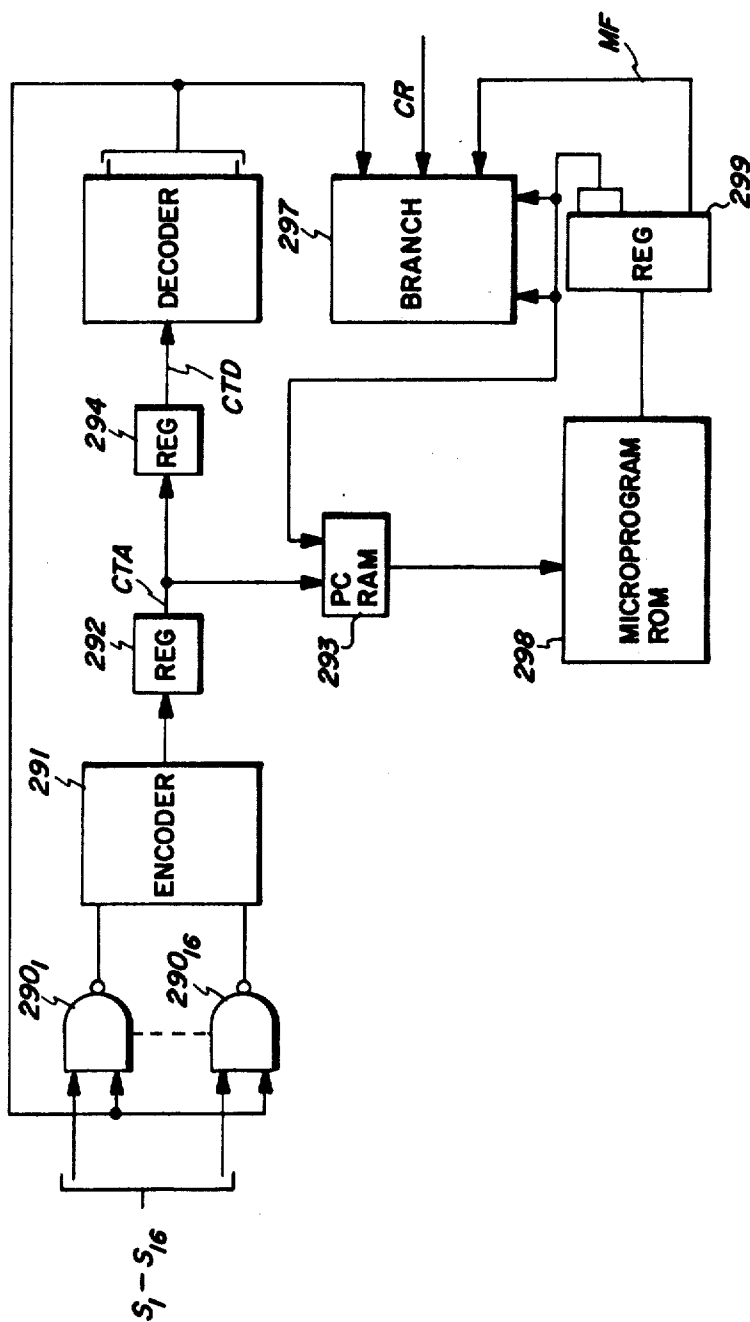 S₁ – S₁₆
290₁
290₁₆
291
ENCODER
292
REG
CTA
294
REG
CTD
DECODER
PC
RAM
293
297
BRANCH
CR
MF
298
MICROPROGRAM
ROM
REG
299